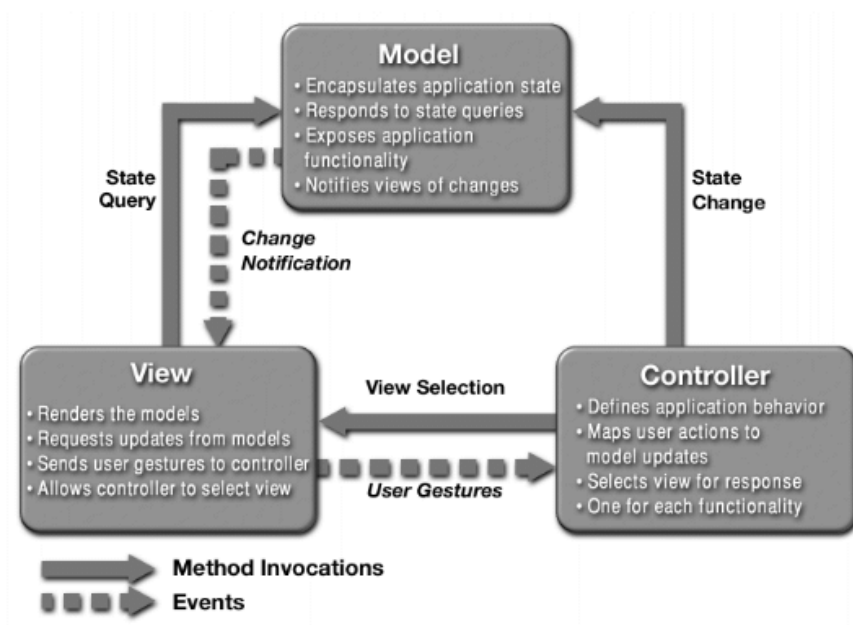 Model
• Encapsulates application state
• Responds to state queries
• Exposes application
functionality
• Notifies views of changes
State
Query
State
Change
Change
Notification
View
• Renders the models
• Requests updates from models
• Sends user gestures to controller
• Allows controller to select view
View Selection
User Gestures
Controller
• Defines application behavior
• Maps user actions to
model updates
• Selects view for response
• One for each functionality
Method Invocations
Events